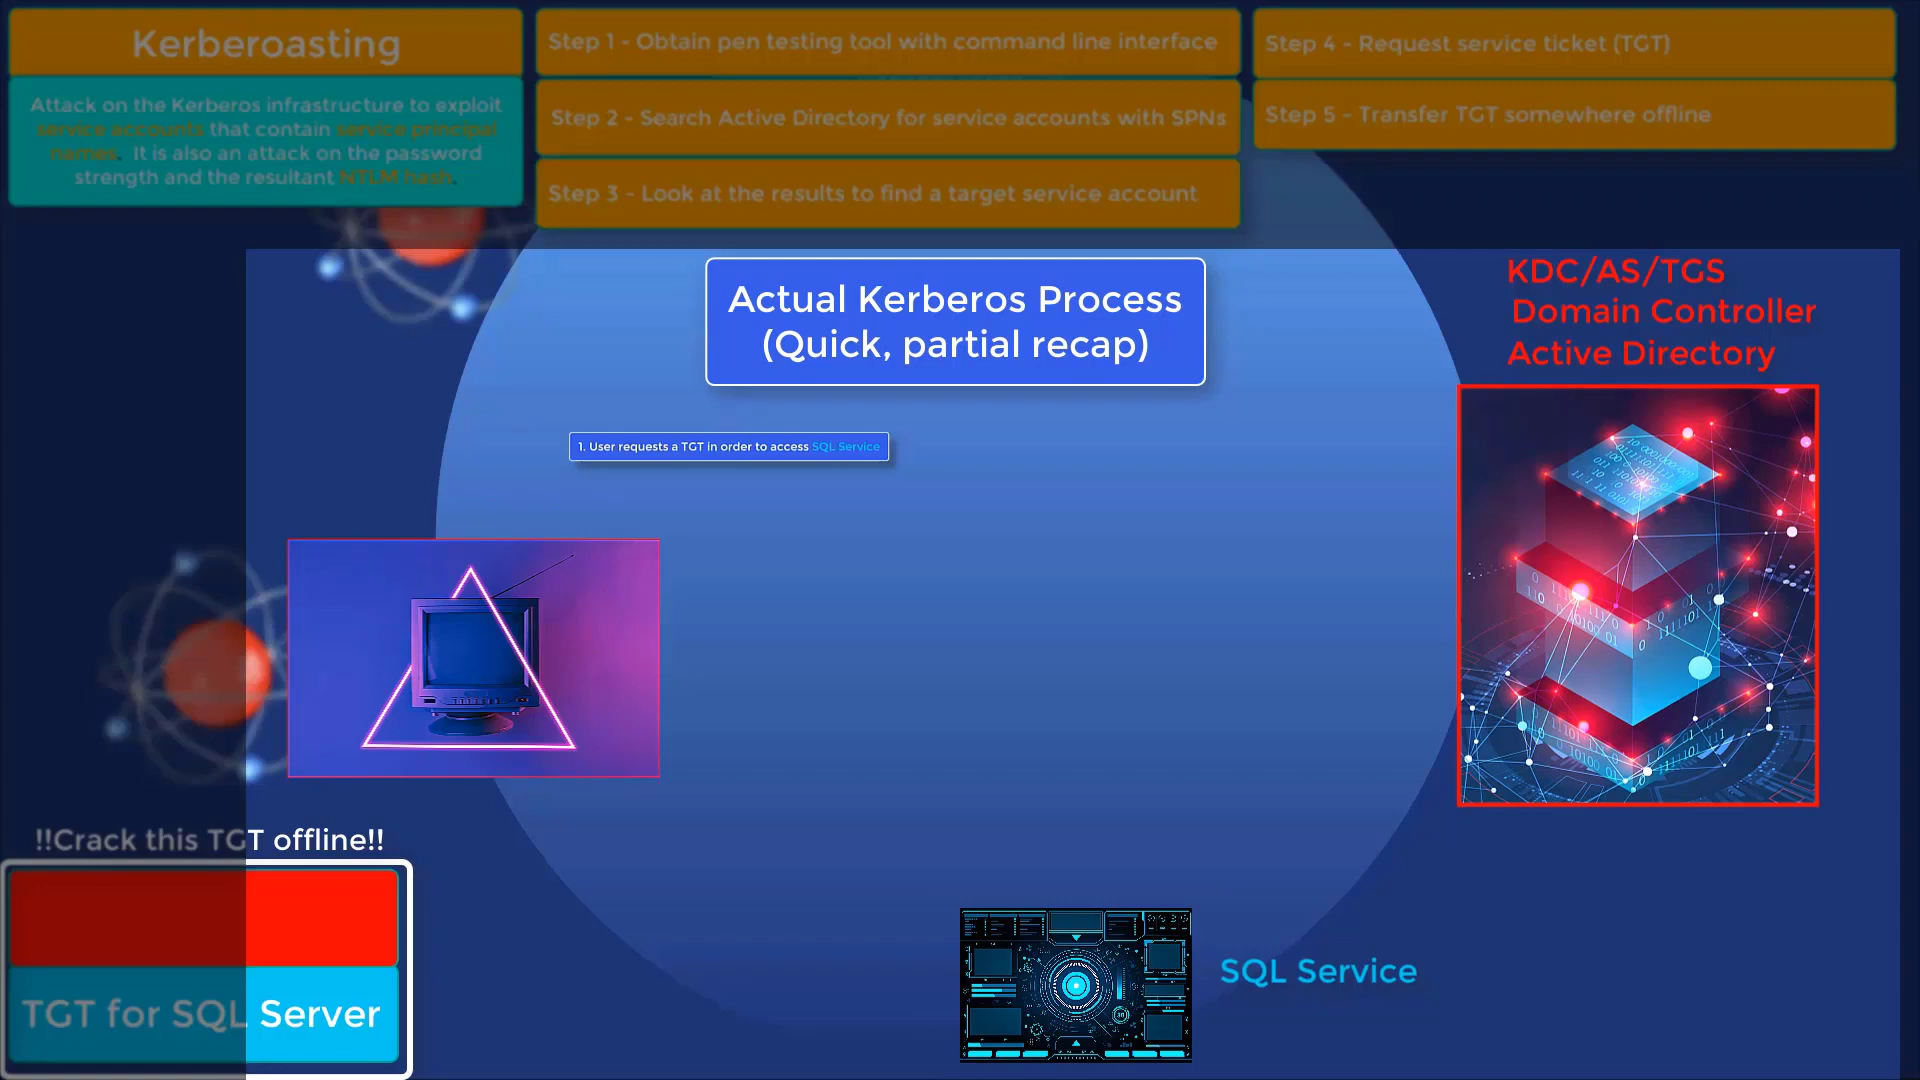 Kerberoasting
Attack on the Kerberos infrastructure to exploit
service accounts that contain service principal
names. It is also an attack on the password
strength and the resultant NTLM hash.
Step 1 - Obtain pen testing tool with command line interface
Step 2 - Search Active Directory for service accounts with SPNs
Step 3 - Look at the results to find a target service account
Step 4 - Request service ticket (TGT)
Step 5 - Transfer TGT somewhere offline
Actual Kerberos Process
(Quick, partial recap)
KDC/AS/TGS
Domain Controller
Active Directory
1. User requests a TGT in order to access SQL Service
!!Crack this TGT offline!!
TGT for SQL Server
SQL Service